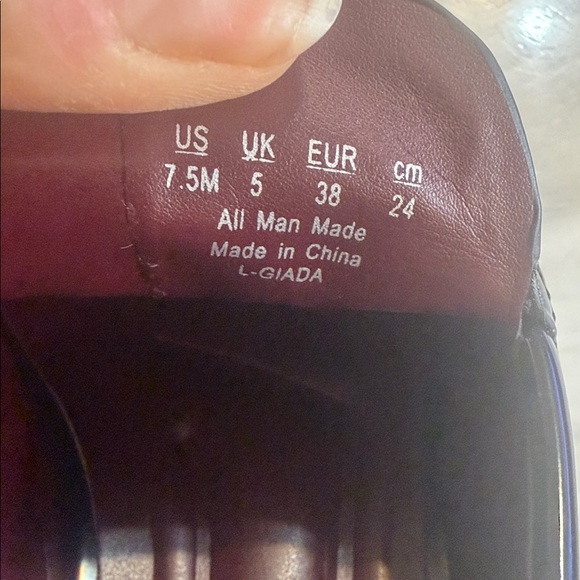 US UK EUR cm
7.5M 5 38 24
All Man Made
Made in China
L-GIADA